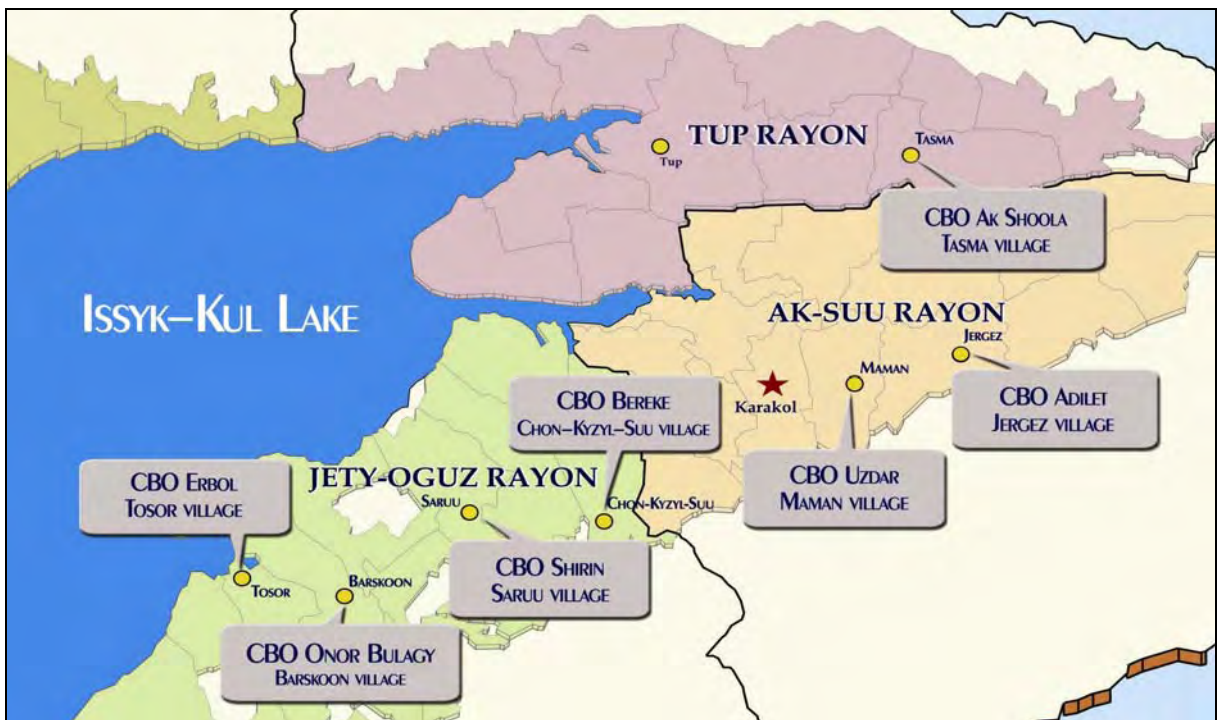 TUP RAYON
TASMA
Tup
CBO AK SHOOLA
TASMA VILLAGE
ISSYK–KUL LAKE
AK-SUU RAYON
JERGEZ
MAMAN
Karakol
CBO BEREKE
CHON–KYZYL–SUU VILLAGE
CBO ADILET
JERGEZ VILLAGE
CBO UZDAR
MAMAN VILLAGE
JETY-OGUZ RAYON
CBO ERBOL
TOSOR VILLAGE
SARUU
CHON-KYZYL-SUU
CBO SHIRIN
SARUU VILLAGE
TOSOR
BARSKOON
CBO ONOR BULAGY
BARSKOON VILLAGE